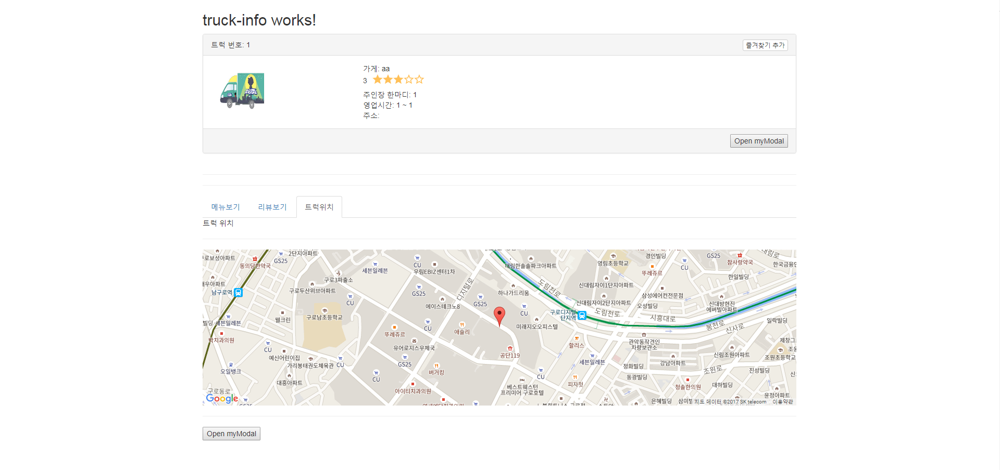 truck-info works!
트럭 번호: 1
즐겨찾기 추가
가게: aa
3
주인장 한마디: 1
영업시간: 1 ~ 1
주소:
Open myModal
메뉴보기
리뷰보기
트럭위치
트럭 위치
구로보성아파트
GS25
2단지아파트
동의당한약국
세븐일레븐
CU
우림EBIZ센터1차
대림한솔솔파크아파트
영림초등학교
경인빌딩
뚜레쥬르
CU
GS25
참사랑약국
대림로
한일빌딩
남구로역
구로3파출소
구로두산위브아파트
CU
GS25
디지털로
에이스테크노8
GS25
하나가드리움
CU
도림천로
신대림자이1단지아파트
신대림자이2단지아파트
삼성에어컨전문점
오성빌딩
신대방현진
에버빌아파트
구로디지털
단지역
도림천로
시흥대로
봉천로
신사로
일락빌딩
웰크린
구로남초등학교
세븐일레븐
박치과의원
CU
뚜레쥬르
CU
애슐리
미래지오오피스텔
할리스
관악동작견인
차량보관소
유어로지스우체국
공단119
예신어린이집
가리봉태권도체육관
CU
GS25
버거킹
세븐일레븐
강남아파트
신림조원아파트
조원초등학교
정화빌딩
오일뱅크
대흥아파트
CU
CU
피자헛
동광빌딩
조원로
진성빌딩
아이티치과의원
베스트웨스턴
프리미어 구로호텔
청솔한의원
대하빌딩
윤정아파트
구로동로
Google
은혜빌딩
지도 데이터 ©2017 SK telecom
이용약관
Open myModal